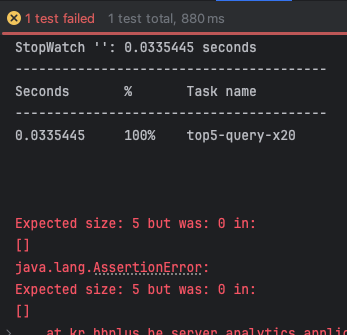 1 test failed 1 test total, 880 ms
StopWatch '': 0.0335445 seconds
----------------------------------------
Seconds % Task name
----------------------------------------
0.0335445 100% top5-query-x20
Expected size: 5 but was: 0 in:
[]
java.lang.AssertionError:
Expected size: 5 but was: 0 in:
[]
at kr.hhplus.be.server.analytics.applic